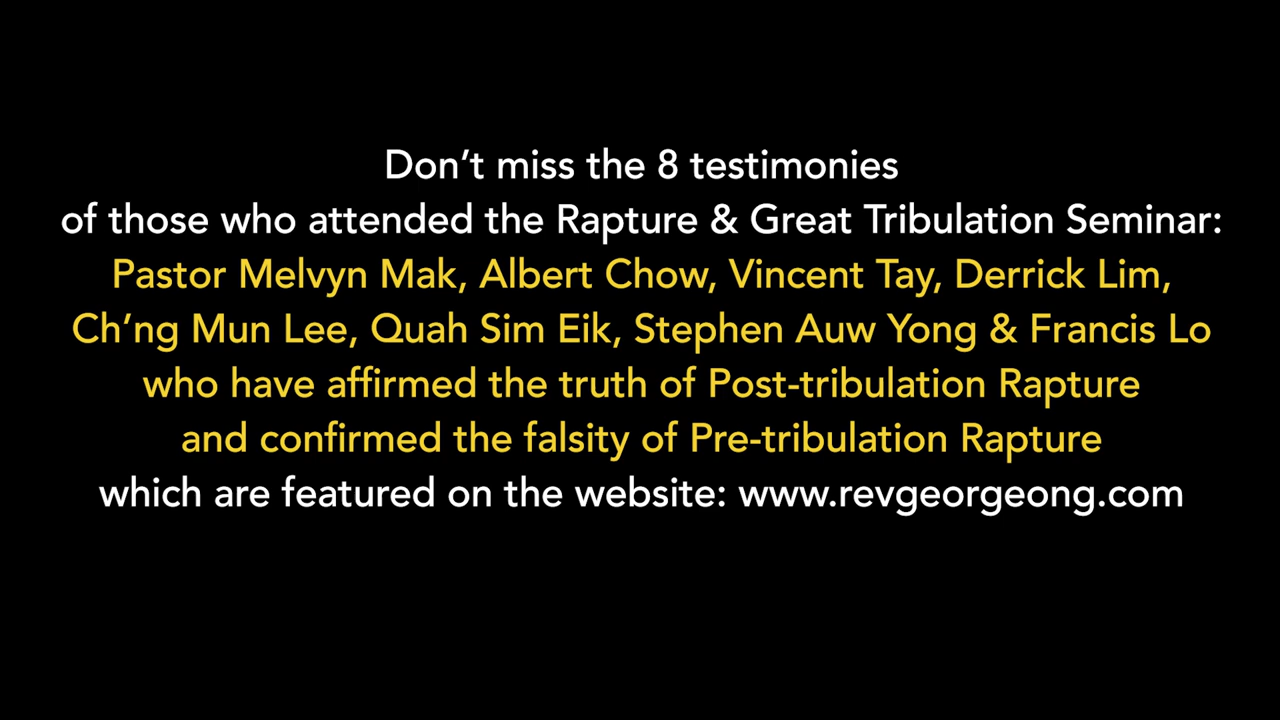 Don’t miss the 8 testimonies
of those who attended the Rapture & Great Tribulation Seminar:
Pastor Melvyn Mak, Albert Chow, Vincent Tay, Derrick Lim,
Ch’ng Mun Lee, Quah Sim Eik, Stephen Auw Yong & Francis Lo
who have affirmed the truth of Post-tribulation Rapture
and confirmed the falsity of Pre-tribulation Rapture
which are featured on the website: www.revgeorgeong.com